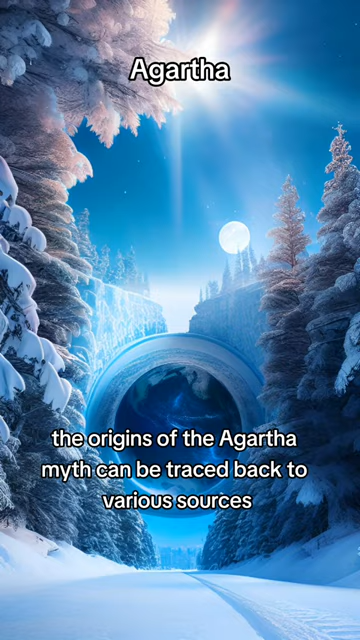 Agartha
the origins of the Agartha
myth can be traced back to
various sources